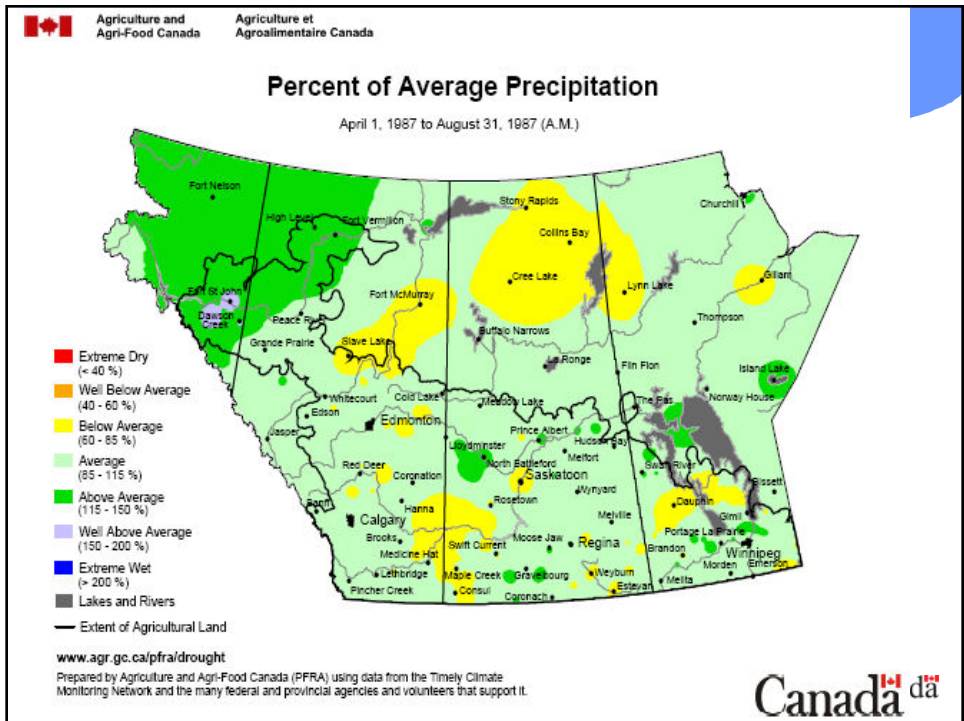 Agriculture and
Agri-Food Canada
Agriculture et
Agroalimentaire Canada
Percent of Average Precipitation
April 1, 1987 to August 31, 1987 (A.M.)
Fort Nelson
High Level
Fort Vermilion
Stony Rapids
Churchill
Collins Bay
Cree Lake
Lynn Lake
Gillam
Fort St John
Fort McMurray
Dawson
Creek
Peace River
Thompson
Buffalo Narrows
Grande Prairie
Slave Lake
La Ronge
Flin Flon
Island Lake
Norway House
Whitecourt
Cold Lake
Meadow Lake
The Pas
Edson
Edmonton
Prince Albert
Jasper
Lloydminster
Hudson Bay
Melfort
North Battleford
Swan River
Red Deer
Coronation
Saskatoon
Wynyard
Bissett
Banff
Hanna
Rosetown
Dauphin
Gimli
Calgary
Melville
Portage La Prairie
Brooks
Moose Jaw
Regina
Swift Current
Brandon
Winnipeg
Medicine Hat
Morden
Emerson
Lethbridge
Maple Creek
Gravelbourg
Weyburn
Melita
Pincher Creek
Consul
Coronach
Estevan
Extreme Dry
(< 40 %)
Well Below Average
(40 - 60 %)
Below Average
(60 - 85 %)
Average
(85 - 115 %)
Above Average
(115 - 150 %)
Well Above Average
(150 - 200 %)
Extreme Wet
(> 200 %)
Lakes and Rivers
Extent of Agricultural Land
www.agr.gc.ca/pfra/drought
Prepared by Agriculture and Agri-Food Canada (PFRA) using data from the Timely Climate
Monitoring Network and the many federal and provincial agencies and volunteers that support it.
Canada da